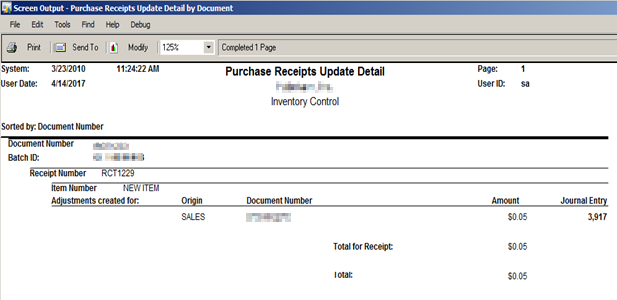 Screen Output - Purchase Receipts Update Detail by Document
File Edit Tools Find Help Debug
Print Send To Modify 125% Completed 1 Page
System: 3/23/2010 11:24:22 AM Purchase Receipts Update Detail Page: 1
User Date: 4/14/2017 User ID: sa
Inventory Control
Sorted by: Document Number
Document Number
Batch ID:
Receipt Number RCT1229
Item Number NEW ITEM
Adjustments created for: Origin Document Number Amount Journal Entry
SALES $0.05 3,917
Total for Receipt: $0.05
Total: $0.05